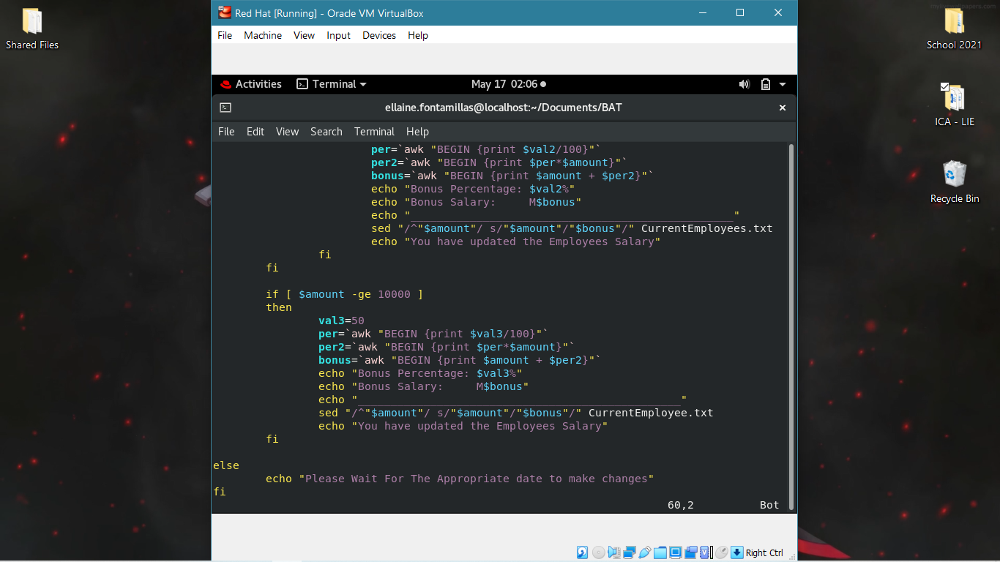 Red Hat [Running] - Oracle VM VirtualBox
File Machine View Input Devices Help
Shared Files
School 2021
ICA - LIE
Recycle Bin
Activities Terminal May 17 02:06
ellaine.fontamillas@localhost:~/Documents/BAT
File Edit View Search Terminal Help
per=`awk "BEGIN {print $val2/100}"`
per2=`awk "BEGIN {print $per*$amount}"`
bonus=`awk "BEGIN {print $amount + $per2}"`
echo "Bonus Percentage: $val2%"
echo "Bonus Salary:     M$bonus"
echo "_________________________________________________"
sed "/^"$amount"/ s/"$amount"/"$bonus"/" CurrentEmployees.txt
echo "You have updated the Employees Salary"
fi
fi
if [ $amount -ge 10000 ]
then
val3=50
per=`awk "BEGIN {print $val3/100}"`
per2=`awk "BEGIN {print $per*$amount}"`
bonus=`awk "BEGIN {print $amount + $per2}"`
echo "Bonus Percentage: $val3%"
echo "Bonus Salary:     M$bonus"
echo "_________________________________________________"
sed "/^"$amount"/ s/"$amount"/"$bonus"/" CurrentEmployee.txt
echo "You have updated the Employees Salary"
fi
else
echo "Please Wait For The Appropriate date to make changes"
fi
60,2 Bot
Right Ctrl